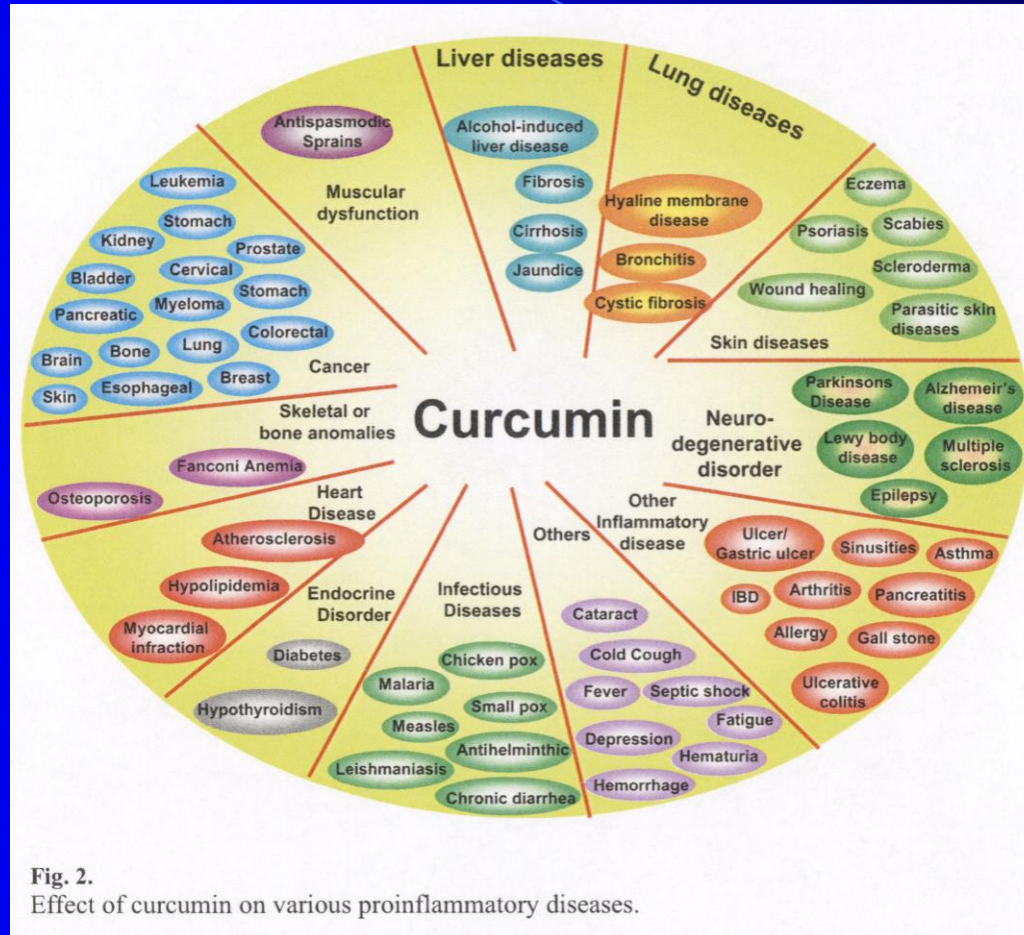 Liver diseases
Alcohol-induced
liver disease
Fibrosis
Cirrhosis
Jaundice
Lung diseases
Hyaline membrane
disease
Bronchitis
Cystic fibrosis
Eczema
Psoriasis
Scabies
Scleroderma
Wound healing
Parasitic skin
diseases
Skin diseases
Neuro-
degenerative
disorder
Parkinsons
Disease
Alzhemeir's
disease
Lewy body
disease
Multiple
sclerosis
Epilepsy
Other
Inflammatory
disease
Ulcer/
Gastric ulcer
Sinusities
Asthma
IBD
Arthritis
Pancreatitis
Allergy
Gall stone
Ulcerative
colitis
Others
Cataract
Cold Cough
Fever
Septic shock
Fatigue
Depression
Hematuria
Hemorrhage
Infectious
Diseases
Chicken pox
Malaria
Small pox
Measles
Antihelminthic
Leishmaniasis
Chronic diarrhea
Endocrine
Disorder
Diabetes
Hypothyroidism
Heart
Disease
Atherosclerosis
Hypolipidemia
Myocardial
infraction
Skeletal or
bone anomalies
Fanconi Anemia
Osteoporosis
Cancer
Leukemia
Stomach
Kidney
Prostate
Bladder
Cervical
Stomach
Pancreatic
Myeloma
Colorectal
Brain
Bone
Lung
Skin
Esophageal
Breast
Muscular
dysfunction
Antispasmodic
Sprains
Curcumin
Fig. 2.
Effect of curcumin on various proinflammatory diseases.